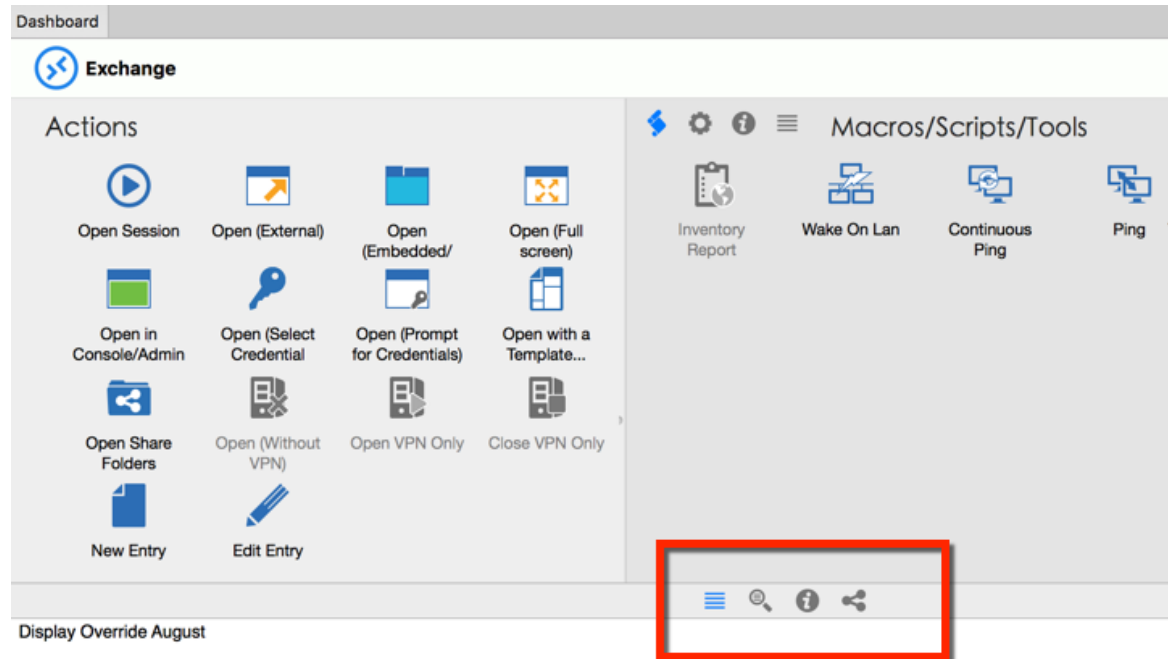 Dashboard
Exchange
Actions
Macros/Scripts/Tools
Open Session
Open (External)
Open
(Embedded/
Open (Full
screen)
Inventory
Report
Wake On Lan
Continuous
Ping
Ping
Open in
Console/Admin
Open (Select
Credential
Open (Prompt
for Credentials)
Open with a
Template...
Open Share
Folders
Open (Without
VPN)
Open VPN Only
Close VPN Only
New Entry
Edit Entry
Display Override August